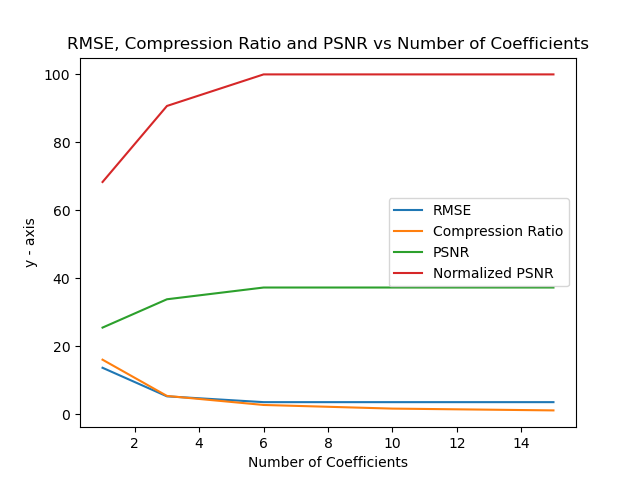 RMSE, Compression Ratio and PSNR vs Number of Coefficients
100
80
60
40
20
0
y - axis
RMSE
Compression Ratio
PSNR
Normalized PSNR
2 4 6 8 10 12 14
Number of Coefficients